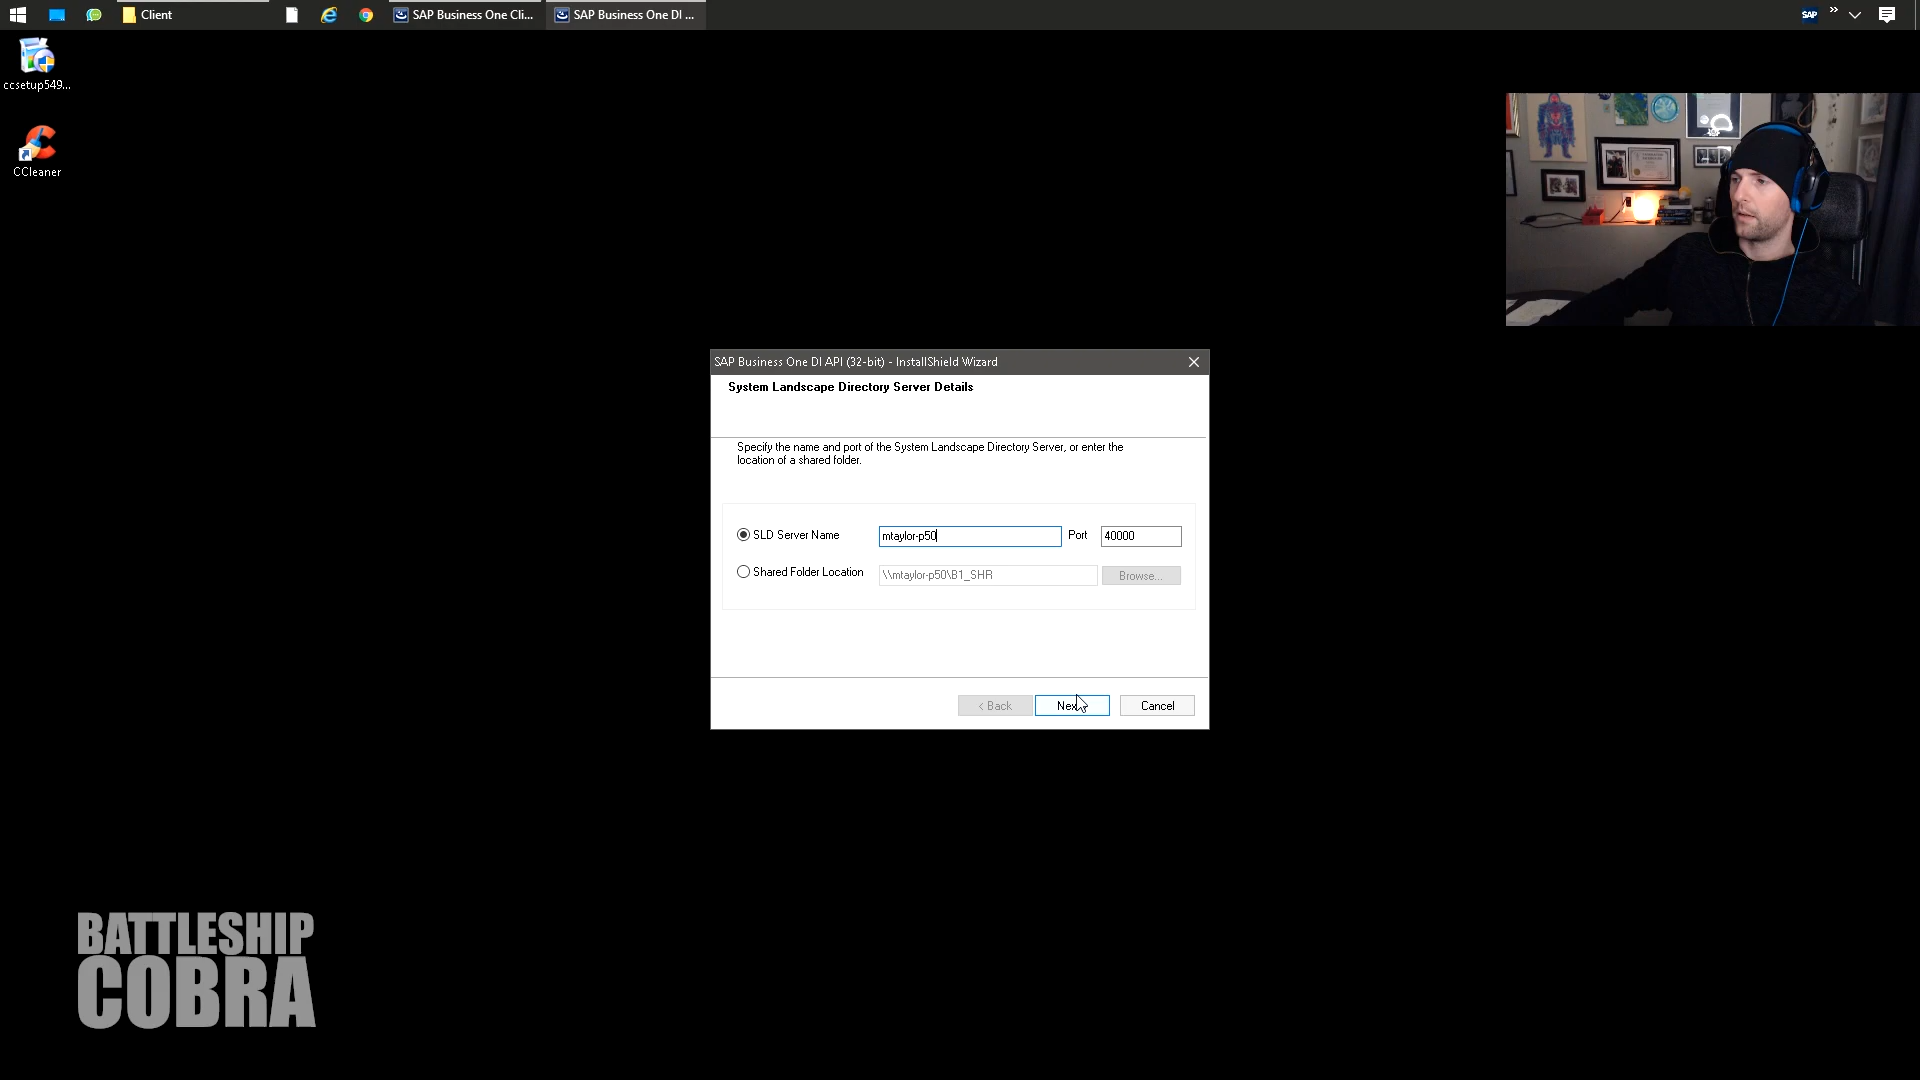 Client
SAP Business One Cli...
SAP Business One DI ...
SAP
ccsetup549...
CCleaner
SAP Business One DI API (32-bit) - InstallShield Wizard
System Landscape Directory Server Details
Specify the name and port of the System Landscape Directory Server, or enter the
location of a shared folder.
SLD Server Name
mtaylor-p50
Port
40000
Shared Folder Location
\\mtaylor-p50\B1_SHR
Browse...
< Back
Nex
Cancel
BATTLESHIP
COBRA